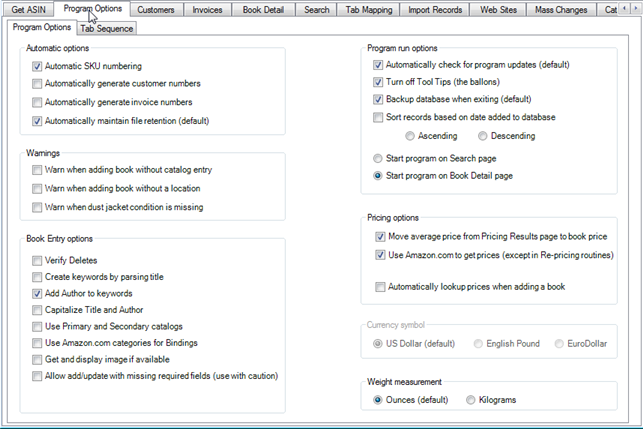 Get ASIN Program Options Customers Invoices Book Detail Search Tab Mapping Import Records Web Sites Mass Changes Cat
Program Options Tab Sequence
Automatic options
Automatic SKU numbering
Automatically generate customer numbers
Automatically generate invoice numbers
Automatically maintain file retention (default)
Warnings
Warn when adding book without catalog entry
Warn when adding book without a location
Warn when dust jacket condition is missing
Book Entry options
Verify Deletes
Create keywords by parsing title
Add Author to keywords
Capitalize Title and Author
Use Primary and Secondary catalogs
Use Amazon.com categories for Bindings
Get and display image if available
Allow add/update with missing required fields (use with caution)
Program run options
Automatically check for program updates (default)
Turn off Tool Tips (the ballons)
Backup database when exiting (default)
Sort records based on date added to database
Ascending Descending
Start program on Search page
Start program on Book Detail page
Pricing options
Move average price from Pricing Results page to book price
Use Amazon.com to get prices (except in Re-pricing routines)
Automatically lookup prices when adding a book
Currency symbol
US Dollar (default) English Pound EuroDollar
Weight measurement
Ounces (default) Kilograms